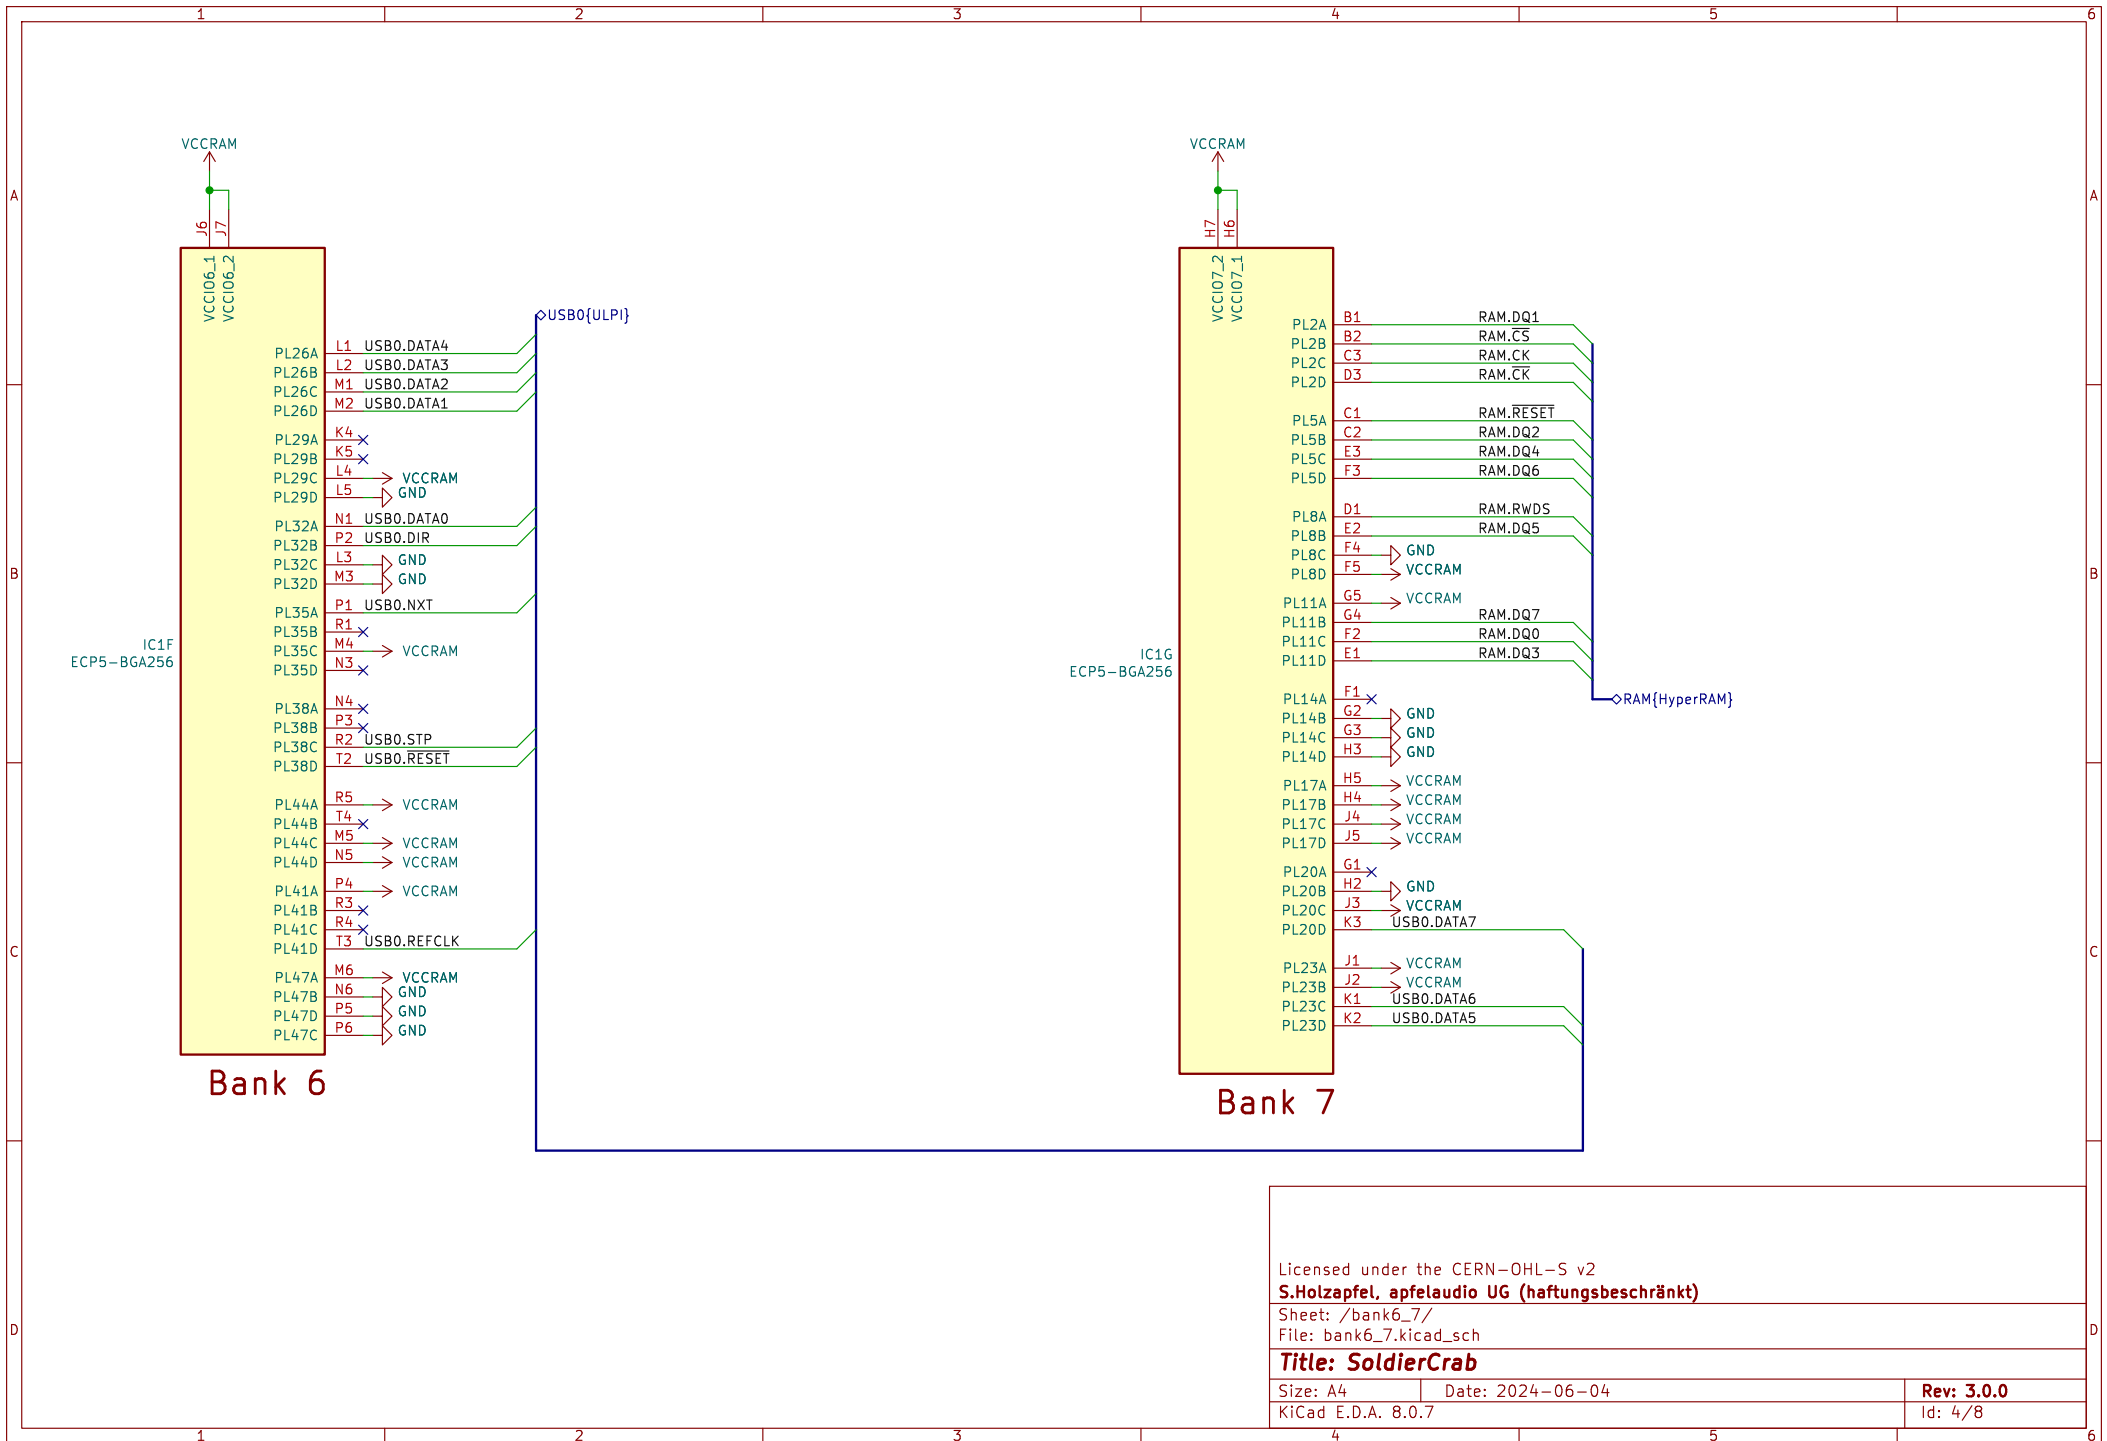 1 2 3 4 5 6
A A
B B
C C
D D
VCCRAM
J6 J7
VCCIO6_1
VCCIO6_2
USB0{ULPI}
PL26A L1 USB0.DATA4
PL26B L2 USB0.DATA3
PL26C M1 USB0.DATA2
PL26D M2 USB0.DATA1
PL29A K4
PL29B K5
PL29C L4 VCCRAM
PL29D L5 GND
PL32A N1 USB0.DATA0
PL32B P2 USB0.DIR
PL32C L3 GND
PL32D M3 GND
PL35A P1 USB0.NXT
PL35B R1
PL35C M4 VCCRAM
PL35D N3
IC1F
ECP5-BGA256
PL38A N4
PL38B P3
PL38C R2 USB0.STP
PL38D T2 USB0.RESET
PL44A R5 VCCRAM
PL44B T4
PL44C M5 VCCRAM
PL44D N5 VCCRAM
PL41A P4 VCCRAM
PL41B R3
PL41C R4
PL41D T3 USB0.REFCLK
PL47A M6 VCCRAM
PL47B N6 GND
PL47D P5 GND
PL47C P6 GND
Bank 6
VCCRAM
H7 H6
VCCIO7_2
VCCIO7_1
PL2A B1 RAM.DQ1
PL2B B2 RAM.CS
PL2C C3 RAM.CK
PL2D D3 RAM.CK
PL5A C1 RAM.RESET
PL5B C2 RAM.DQ2
PL5C E3 RAM.DQ4
PL5D F3 RAM.DQ6
PL8A D1 RAM.RWDS
PL8B E2 RAM.DQ5
PL8C F4 GND
PL8D F5 VCCRAM
PL11A G5 VCCRAM
PL11B G4 RAM.DQ7
PL11C F2 RAM.DQ0
PL11D E1 RAM.DQ3
IC1G
ECP5-BGA256
RAM{HyperRAM}
PL14A F1
PL14B G2 GND
PL14C G3 GND
PL14D H3 GND
PL17A H5 VCCRAM
PL17B H4 VCCRAM
PL17C J4 VCCRAM
PL17D J5 VCCRAM
PL20A G1
PL20B H2 GND
PL20C J3 VCCRAM
PL20D K3 USB0.DATA7
PL23A J1 VCCRAM
PL23B J2 VCCRAM
PL23C K1 USB0.DATA6
PL23D K2 USB0.DATA5
Bank 7
Licensed under the CERN-OHL-S v2
S.Holzapfel, apfelaudio UG (haftungsbeschränkt)
Sheet: /bank6_7/
File: bank6_7.kicad_sch
Title: SoldierCrab
Size: A4 Date: 2024-06-04 Rev: 3.0.0
KiCad E.D.A. 8.0.7 Id: 4/8
1 2 3 4 5 6